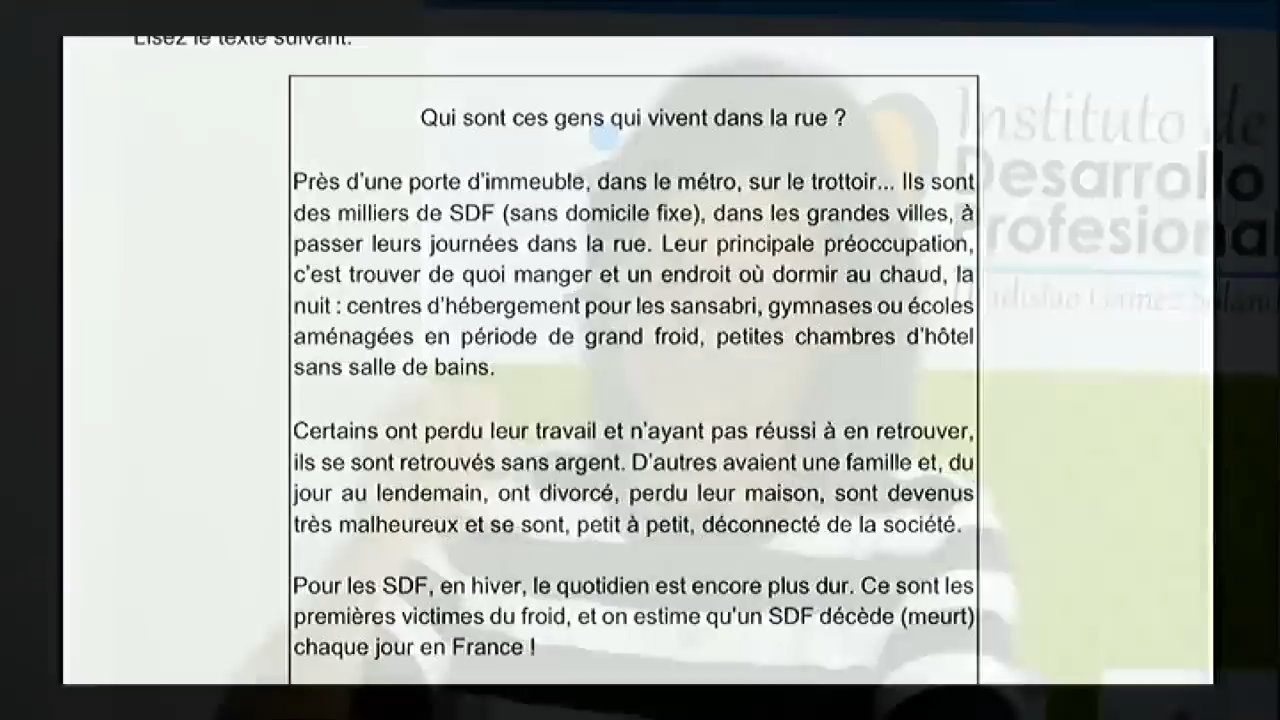 Lisez le texte suivant.
Qui sont ces gens qui vivent dans la rue ?
Près d'une porte d'immeuble, dans le métro, sur le trottoir... Ils sont
des milliers de SDF (sans domicile fixe), dans les grandes villes, à
passer leurs journées dans la rue. Leur principale préoccupation,
c'est trouver de quoi manger et un endroit où dormir au chaud, la
nuit : centres d'hébergement pour les sansabri, gymnases ou écoles
aménagées en période de grand froid, petites chambres d'hôtel
sans salle de bains.
Certains ont perdu leur travail et n'ayant pas réussi à en retrouver,
ils se sont retrouvés sans argent. D'autres avaient une famille et, du
jour au lendemain, ont divorcé, perdu leur maison, sont devenus
très malheureux et se sont, petit à petit, déconnecté de la société.
Pour les SDF, en hiver, le quotidien est encore plus dur. Ce sont les
premières victimes du froid, et on estime qu'un SDF décède (meurt)
chaque jour en France !
Instituto de
Desarrollo
Profesional